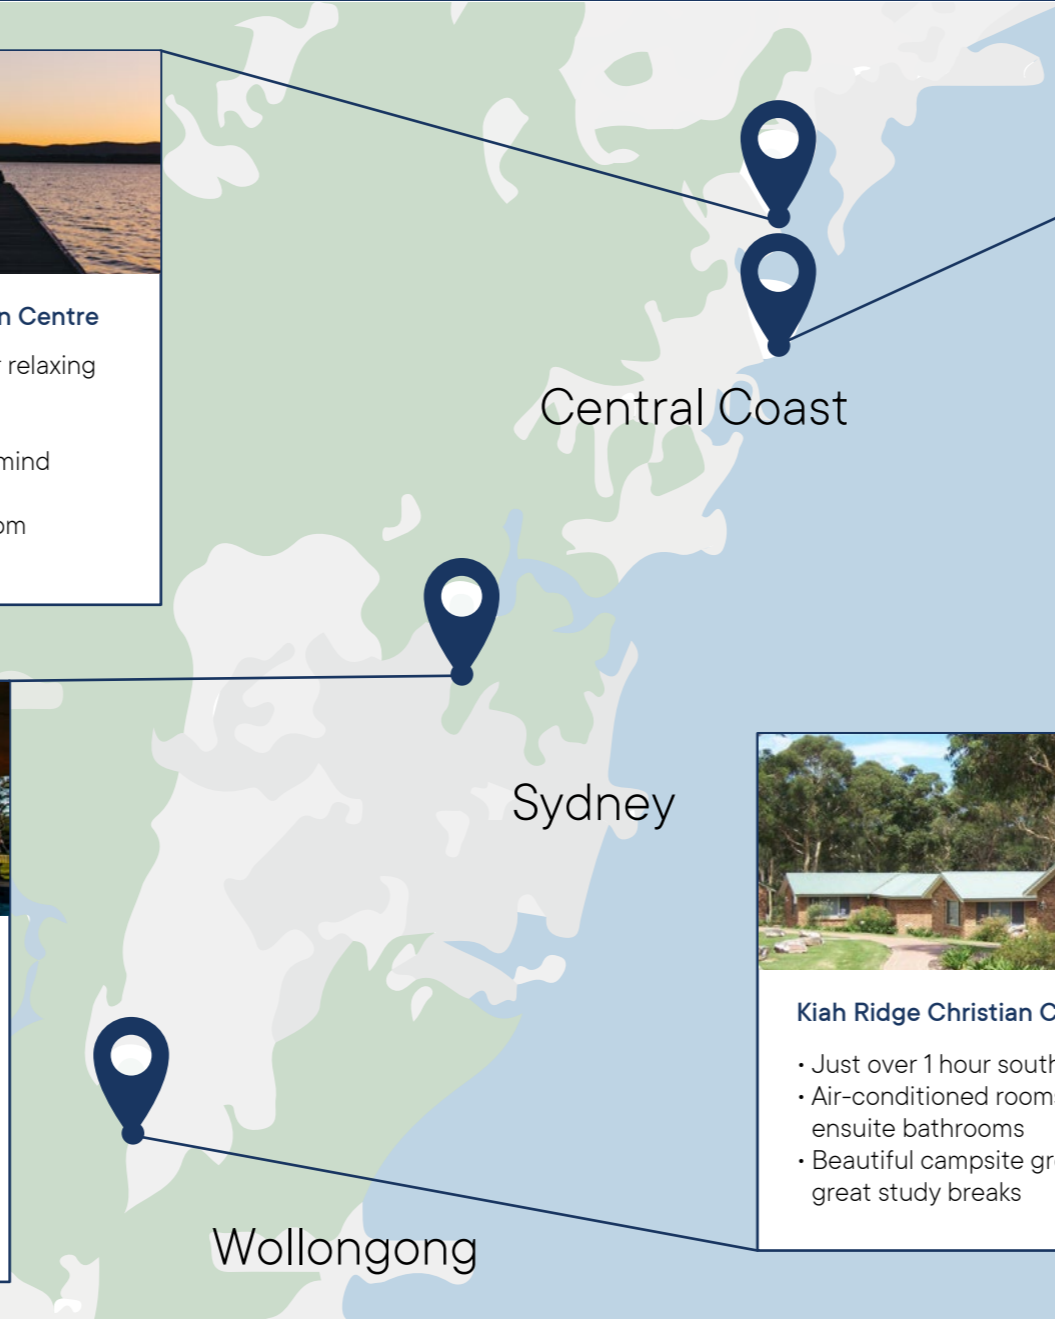 n Centre
relaxing
mind
om
Central Coast
Sydney
Wollongong
Kiah Ridge Christian C
• Just over 1 hour south
• Air-conditioned rooms
ensuite bathrooms
• Beautiful campsite gr
great study breaks